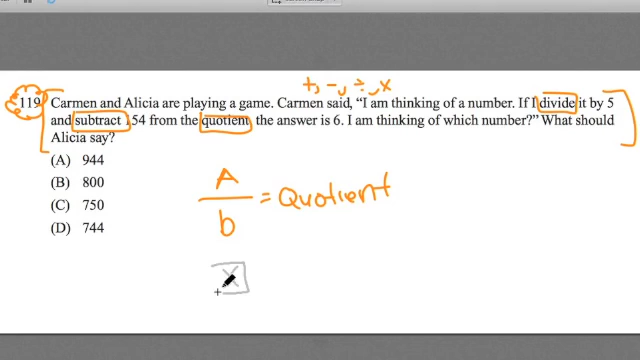 +, -, ÷, x
119 Carmen and Alicia are playing a game. Carmen said, "I am thinking of a number. If I divide it by 5
and subtract 154 from the quotient, the answer is 6. I am thinking of which number?" What should
Alicia say?
(A) 944
(B) 800
(C) 750
(D) 744
A
b
= Quotient
X